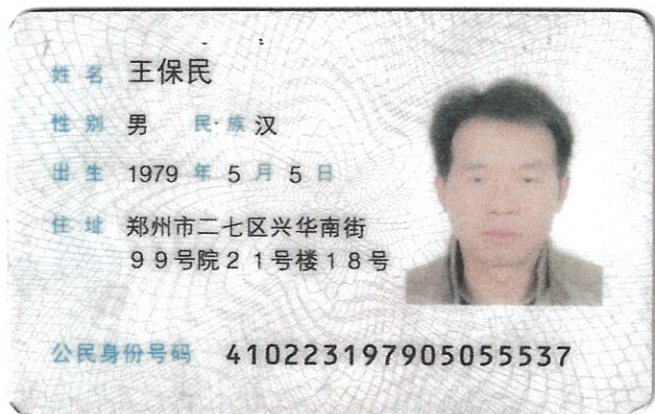 姓名 王保民
性别 男 民族 汉
出生 1979 年 5 月 5 日
住址 郑州市二七区兴华南街
99号院21号楼18号
公民身份号码 410223197905055537